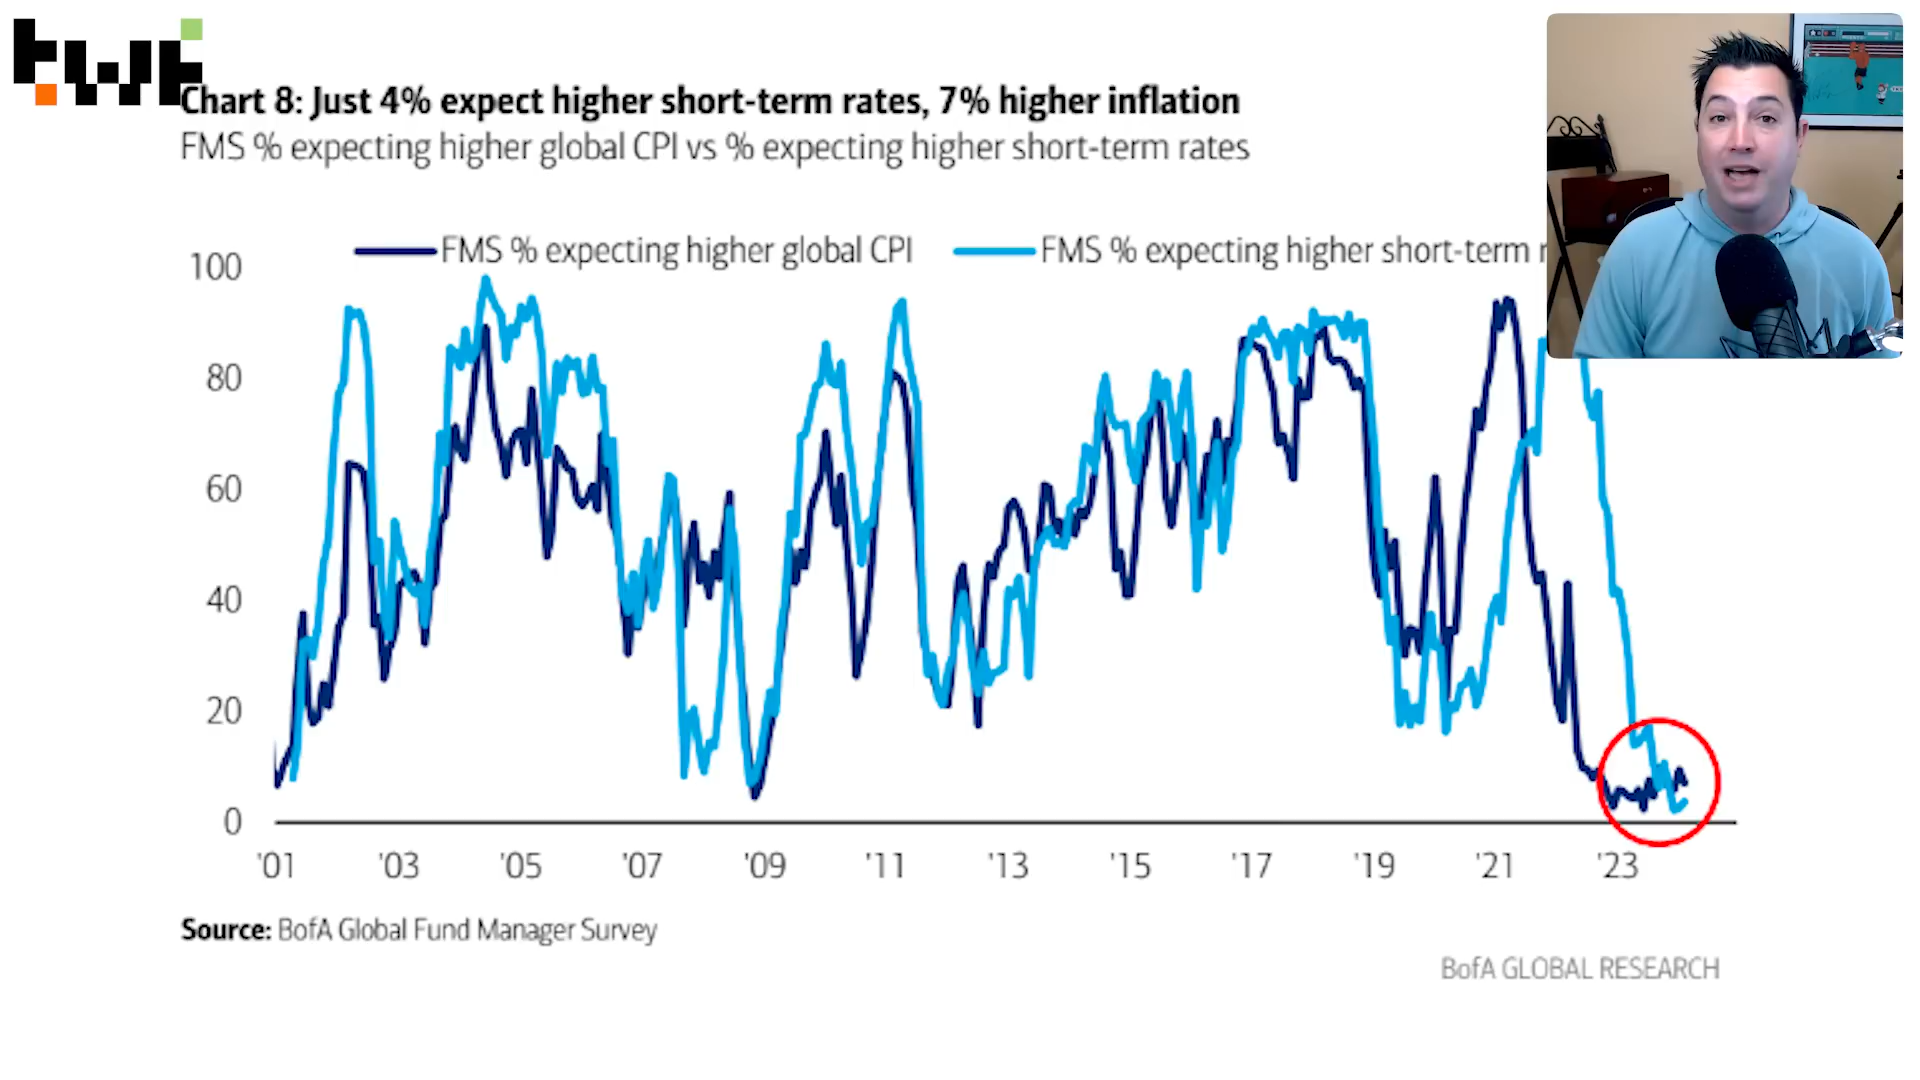 twf
Chart 8: Just 4% expect higher short-term rates, 7% higher inflation
FMS % expecting higher global CPI vs % expecting higher short-term rates
FMS % expecting higher global CPI
FMS % expecting higher short-term r
100
80
60
40
20
0
'01 '03 '05 '07 '09 '11 '13 '15 '17 '19 '21 '23
Source: BofA Global Fund Manager Survey
BofA GLOBAL RESEARCH